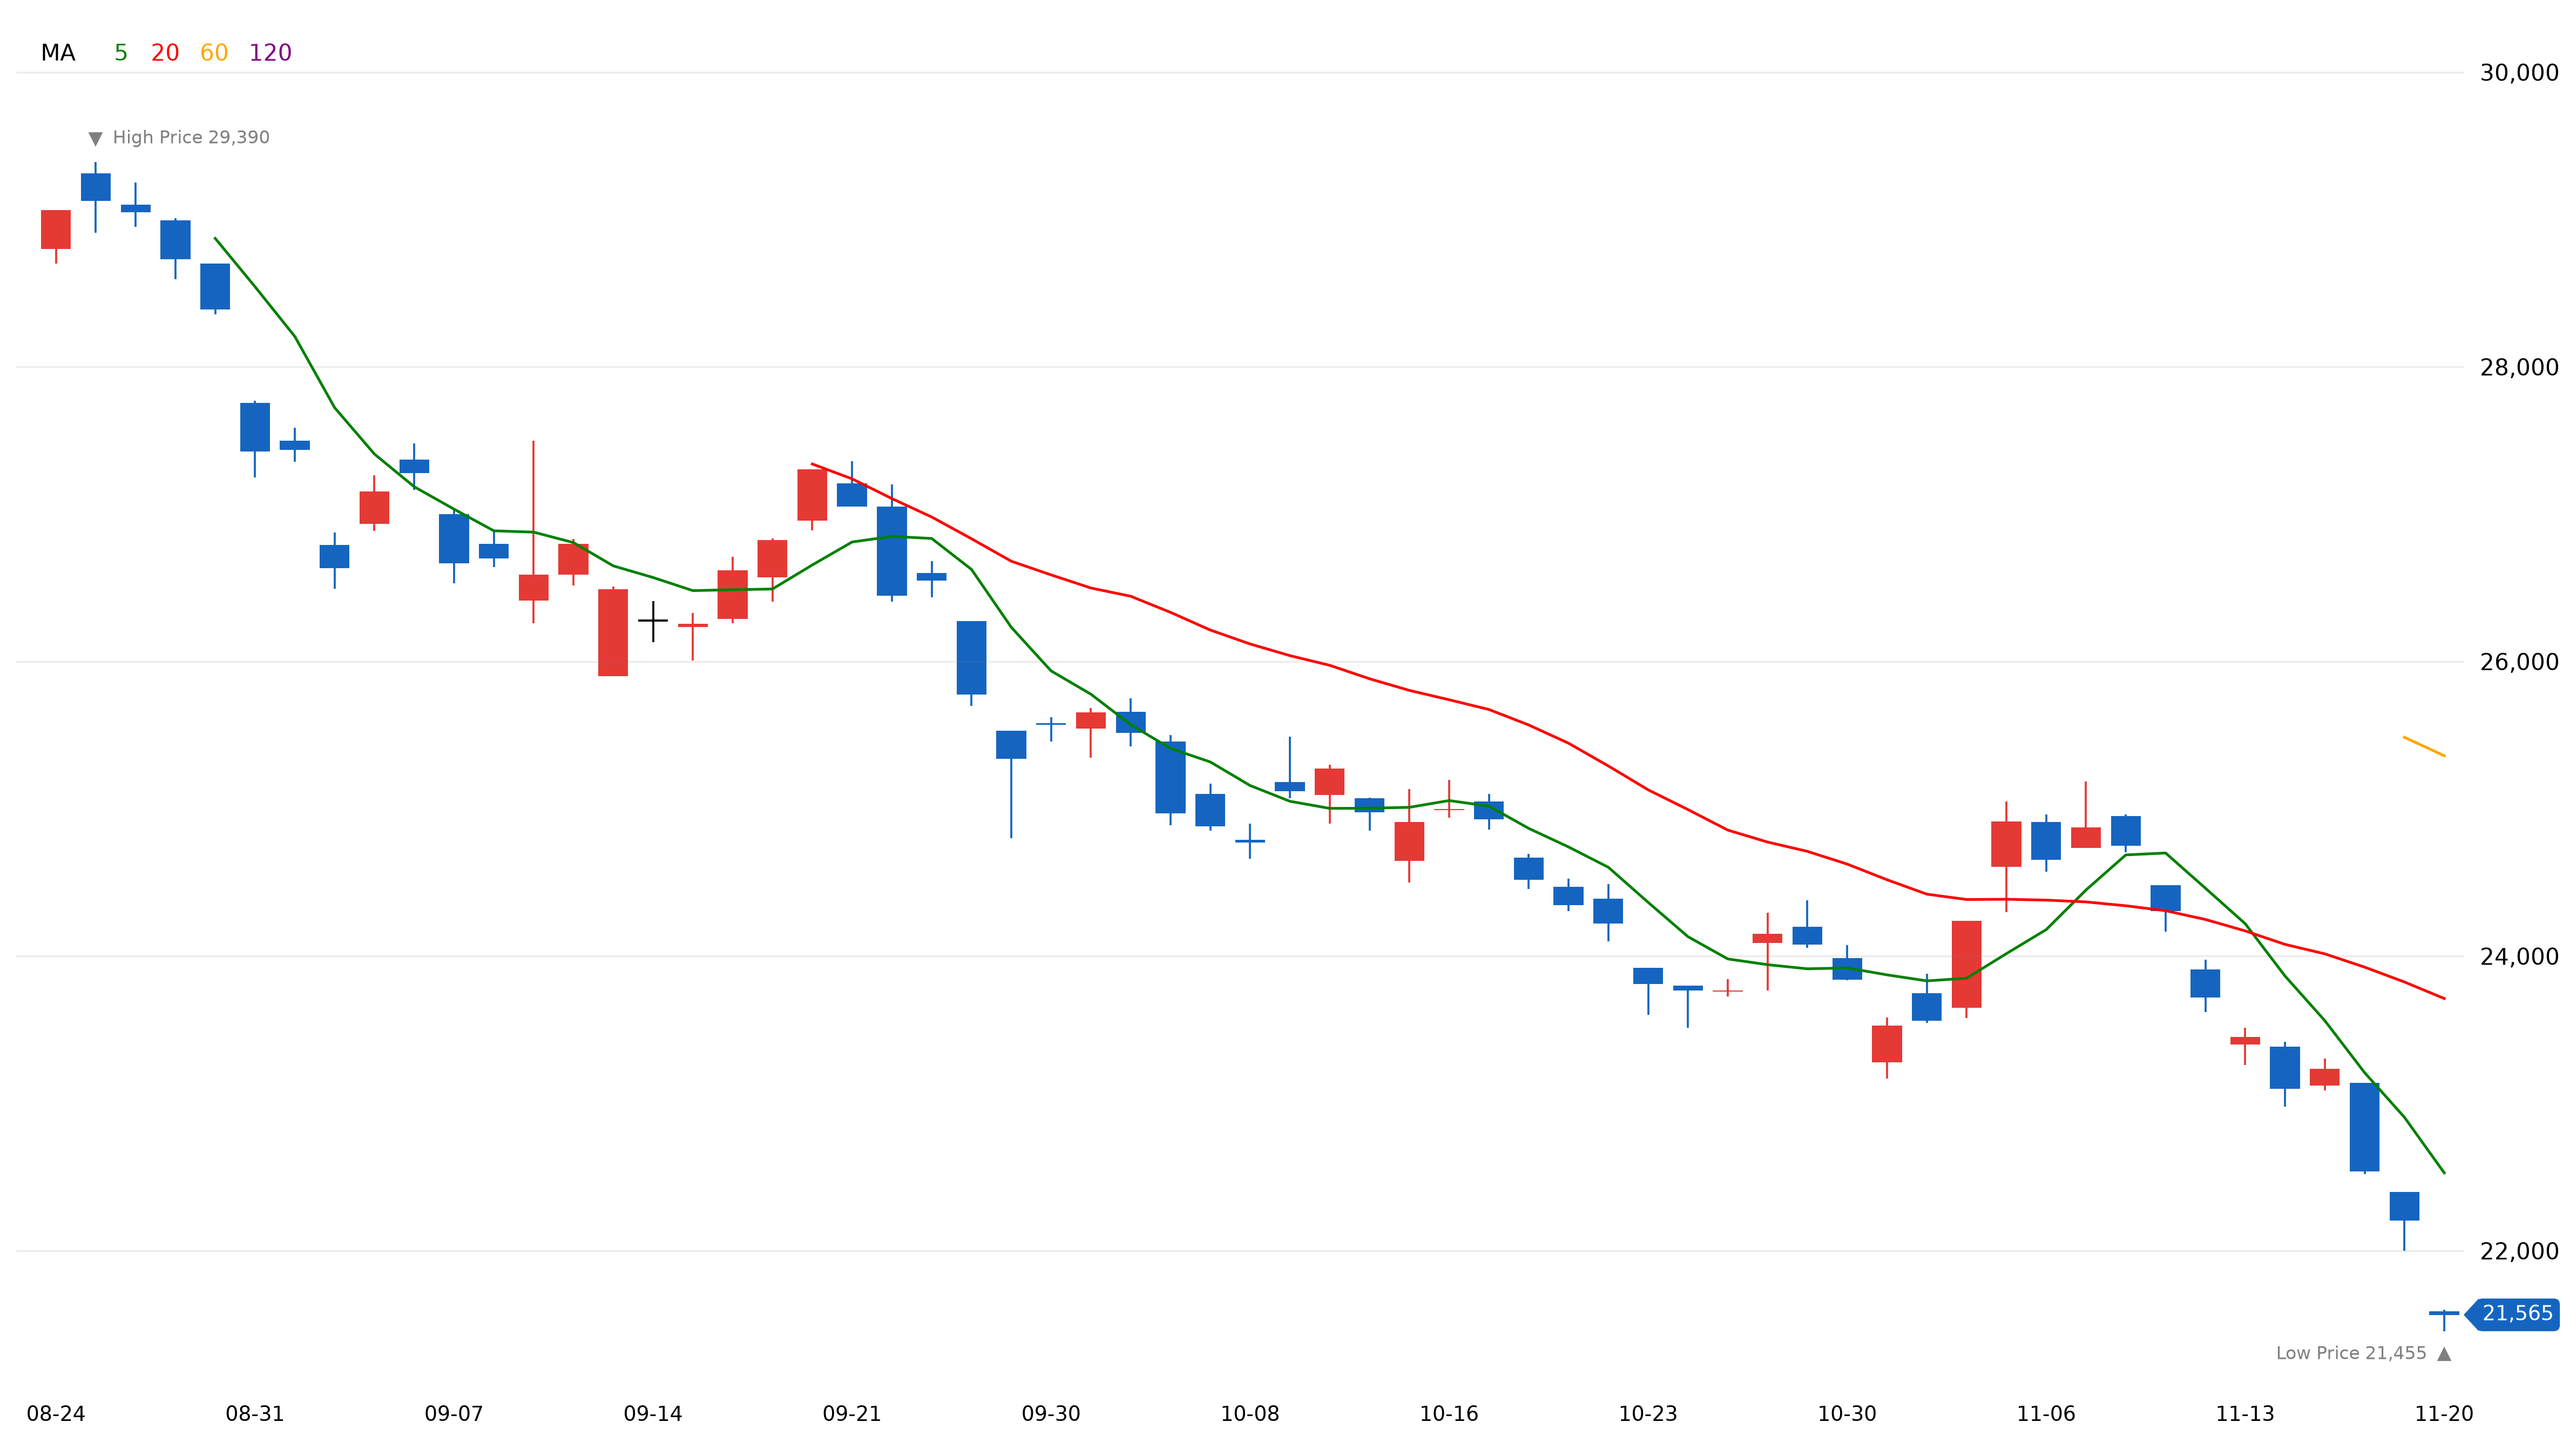 MA 5 20 60 120
30,000
▼ High Price 29,390
28,000
26,000
24,000
22,000
21,565
Low Price 21,455 ▲
08-24 08-31 09-07 09-14 09-21 09-30 10-08 10-16 10-23 10-30 11-06 11-13 11-20